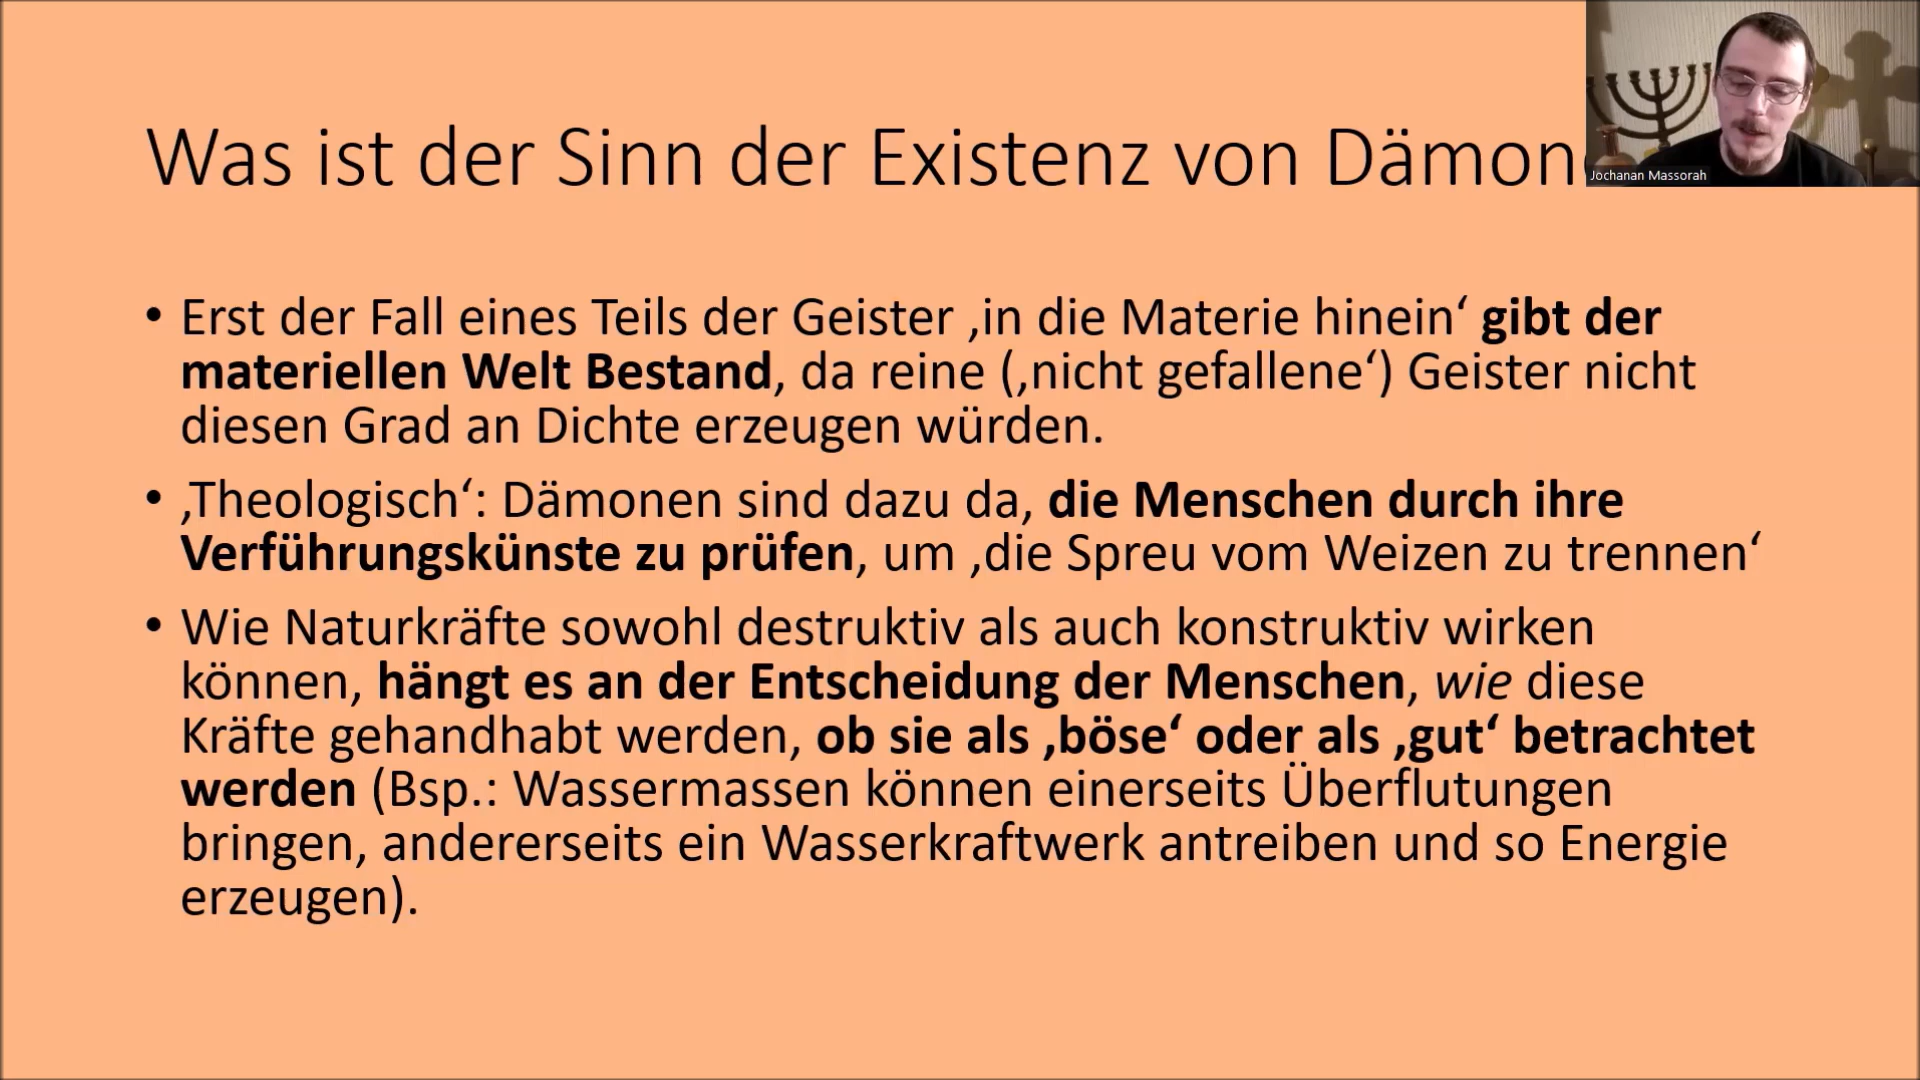 Was ist der Sinn der Existenz von Dämon
Jochanan Massorah
• Erst der Fall eines Teils der Geister ‚in die Materie hinein‘ gibt der
materiellen Welt Bestand, da reine (‚nicht gefallene‘) Geister nicht
diesen Grad an Dichte erzeugen würden.
• ‚Theologisch‘: Dämonen sind dazu da, die Menschen durch ihre
Verführungskünste zu prüfen, um ‚die Spreu vom Weizen zu trennen‘
• Wie Naturkräfte sowohl destruktiv als auch konstruktiv wirken
können, hängt es an der Entscheidung der Menschen, wie diese
Kräfte gehandhabt werden, ob sie als ‚böse‘ oder als ‚gut‘ betrachtet
werden (Bsp.: Wassermassen können einerseits Überflutungen
bringen, andererseits ein Wasserkraftwerk antreiben und so Energie
erzeugen).